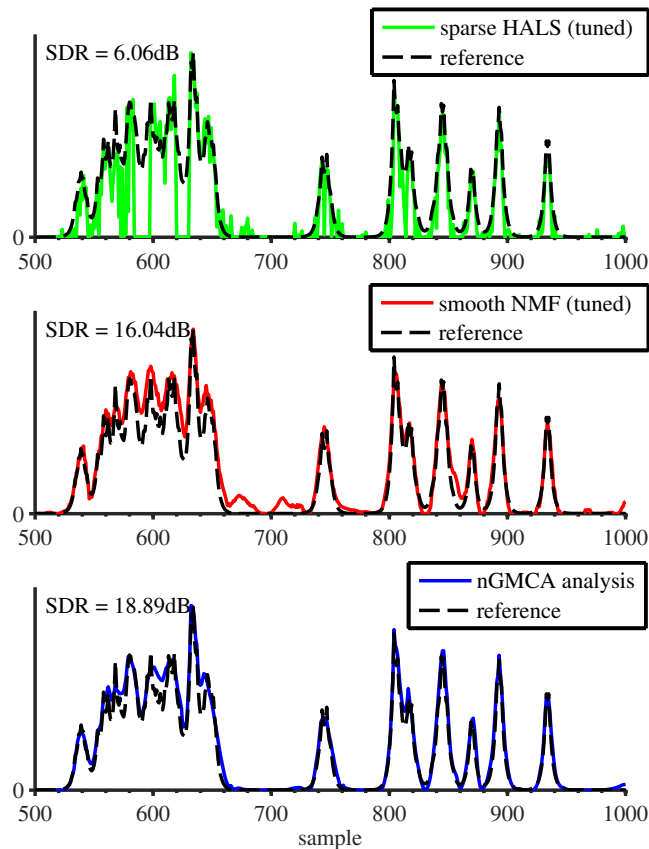 SDR = 6.06dB
sparse HALS (tuned)
reference
0
500 600 700 800 900 1000
SDR = 16.04dB
smooth NMF (tuned)
reference
0
500 600 700 800 900 1000
SDR = 18.89dB
nGMCA analysis
reference
0
500 600 700 800 900 1000
sample